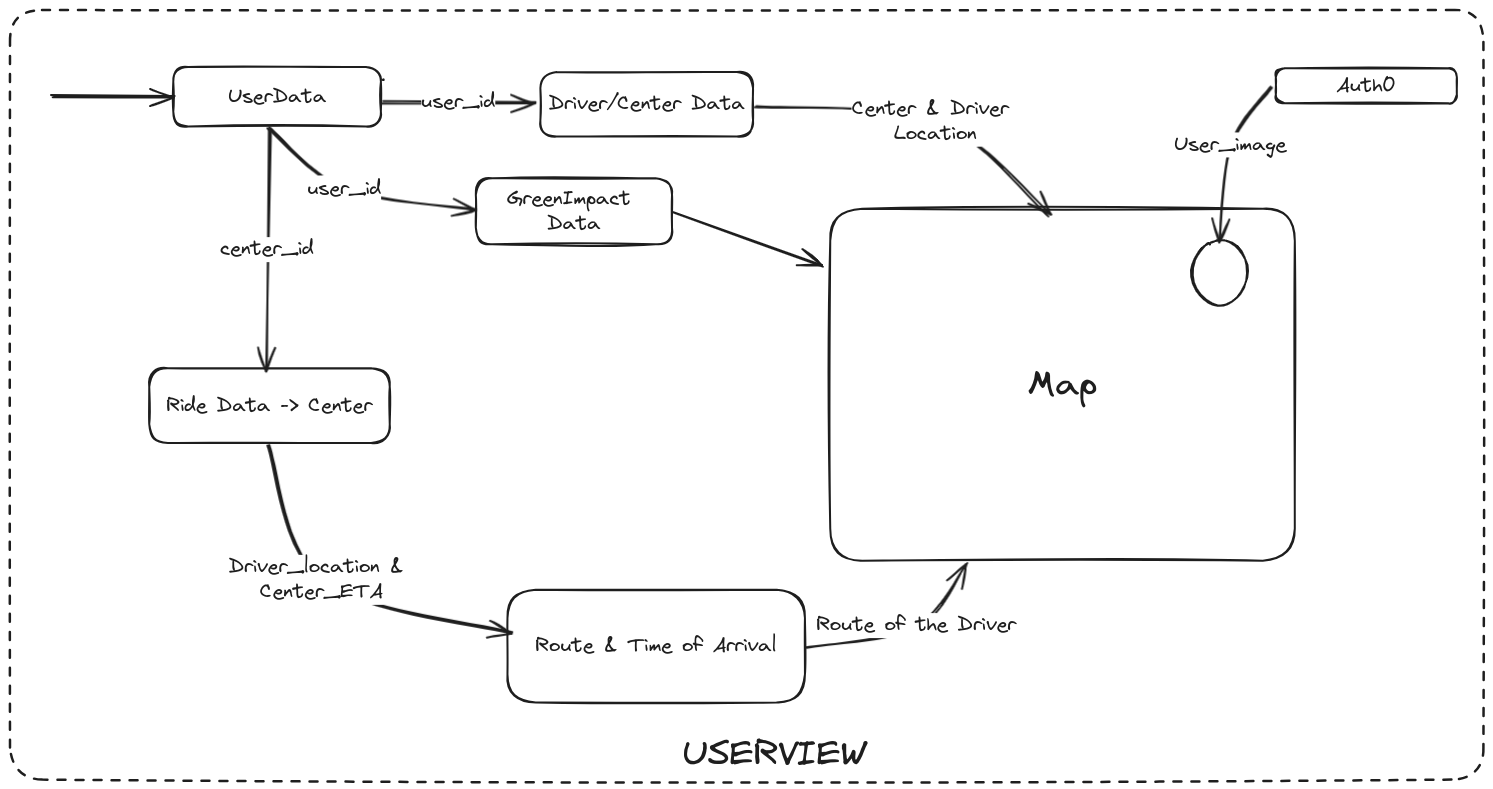 UserData
user_id
Driver/Center Data
Center & Driver
Location
Auth0
User_image
user_id
GreenImpact
Data
center_id
Map
Ride Data -> Center
Driver_location &
Center_ETA
Route & Time of Arrival
Route of the Driver
USERVIEW